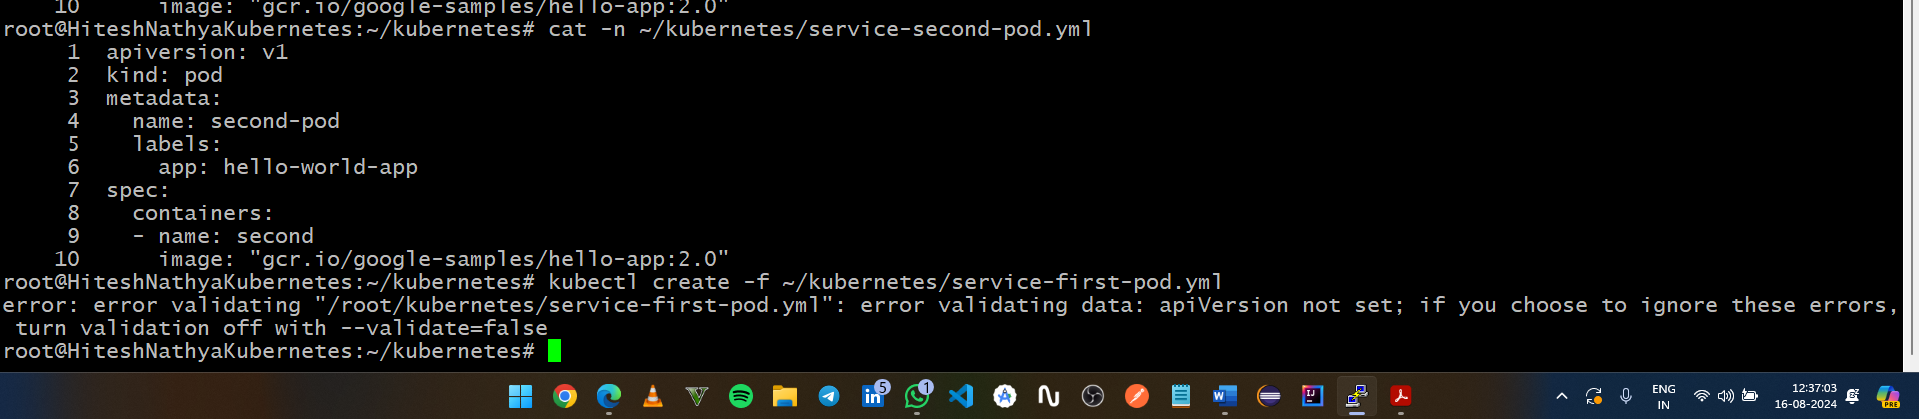 10        image: "gcr.io/google-samples/hello-app:2.0"
root@HiteshNathyaKubernetes:~/kubernetes# cat -n ~/kubernetes/service-second-pod.yml
     1  apiversion: v1
     2  kind: pod
     3  metadata:
     4    name: second-pod
     5    labels:
     6      app: hello-world-app
     7  spec:
     8    containers:
     9    - name: second
    10      image: "gcr.io/google-samples/hello-app:2.0"
root@HiteshNathyaKubernetes:~/kubernetes# kubectl create -f ~/kubernetes/service-first-pod.yml
error: error validating "/root/kubernetes/service-first-pod.yml": error validating data: apiVersion not set; if you choose to ignore these errors,
 turn validation off with --validate=false
root@HiteshNathyaKubernetes:~/kubernetes#
5
1
ENG
IN
12:37:03
16-08-2024
PRE